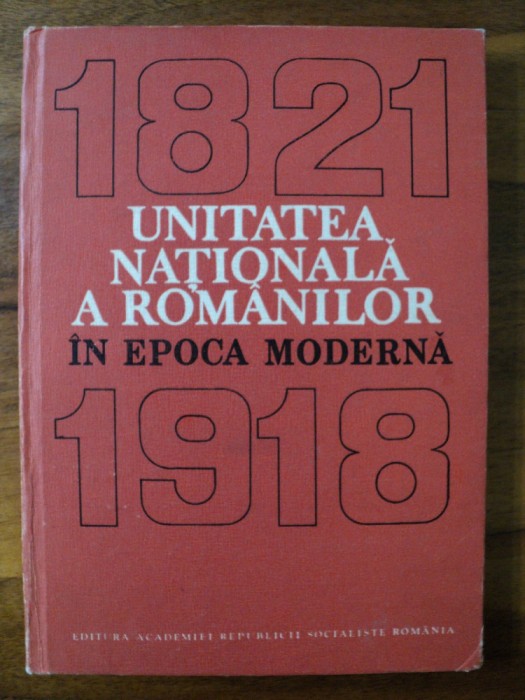 1821
UNITATEA
NAȚIONALĂ
A ROMÂNILOR
ÎN EPOCA MODERNĂ
1918
EDITURA ACADEMIEI REPUBLICII SOCIALISTE ROMÂNIA